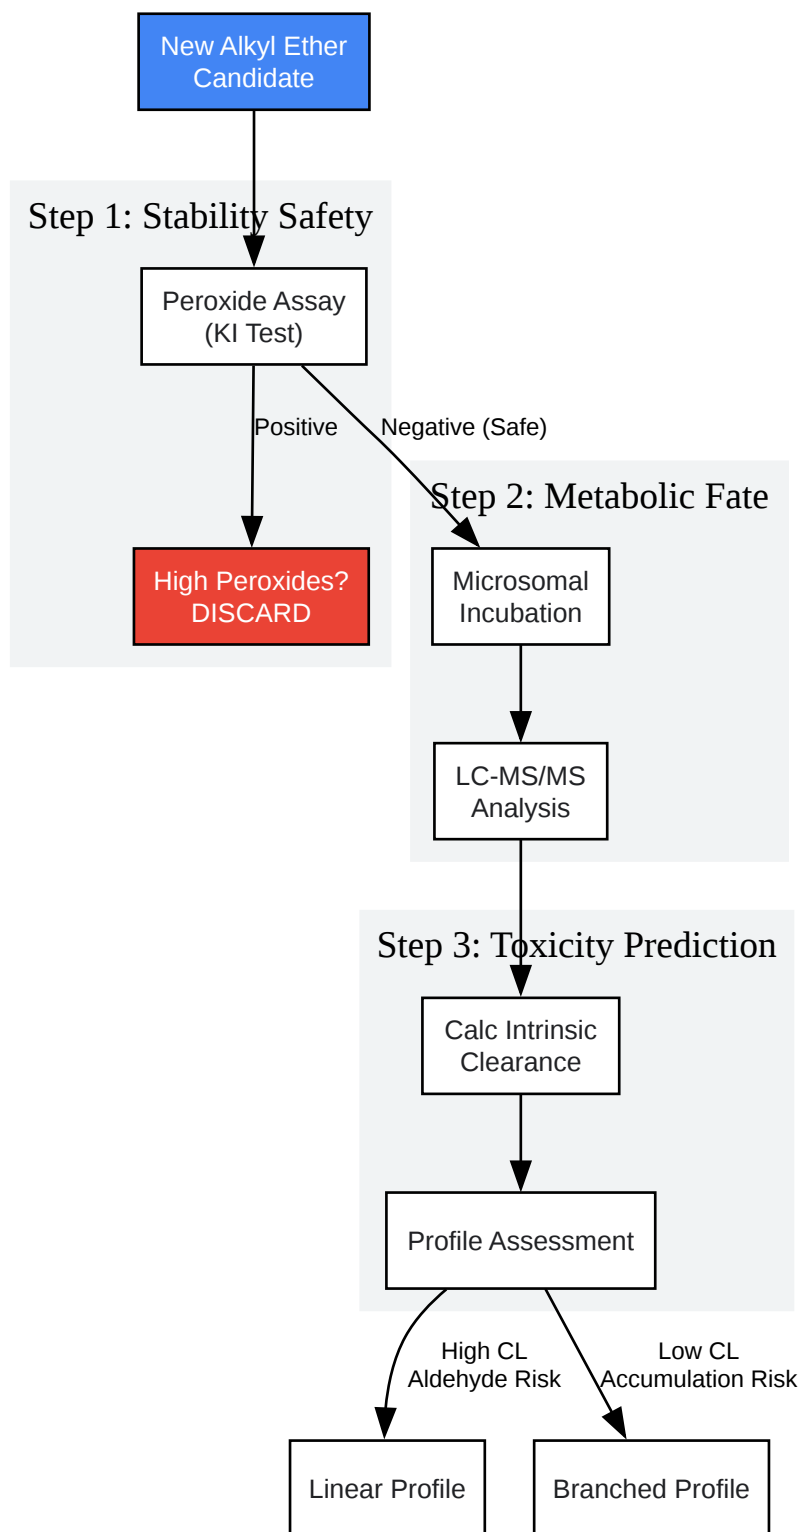 New Alkyl Ether
Candidate
Step 1: Stability Safety
Peroxide Assay
(KI Test)
Positive
Negative (Safe)
Step 2: Metabolic Fate
High Peroxides?
DISCARD
Microsomal
Incubation
LC-MS/MS
Analysis
Step 3: Toxicity Prediction
Calc Intrinsic
Clearance
Profile Assessment
High CL
Aldehyde Risk
Low CL
Accumulation Risk
Linear Profile
Branched Profile